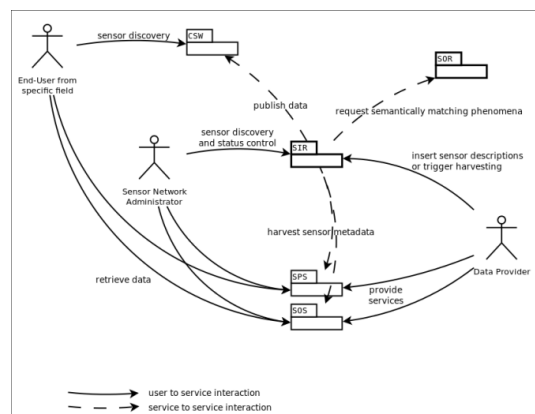 sensor discovery
CSW
SOR
End-User from
specific field
publish data
request semantically matching phenomena
sensor discovery
and status control
SIR
insert sensor descriptions
or trigger harvesting
Sensor Network
Administrator
harvest sensor metadata
SPS
Data Provider
retrieve data
provide
services
SOS
user to service interaction
service to service interaction